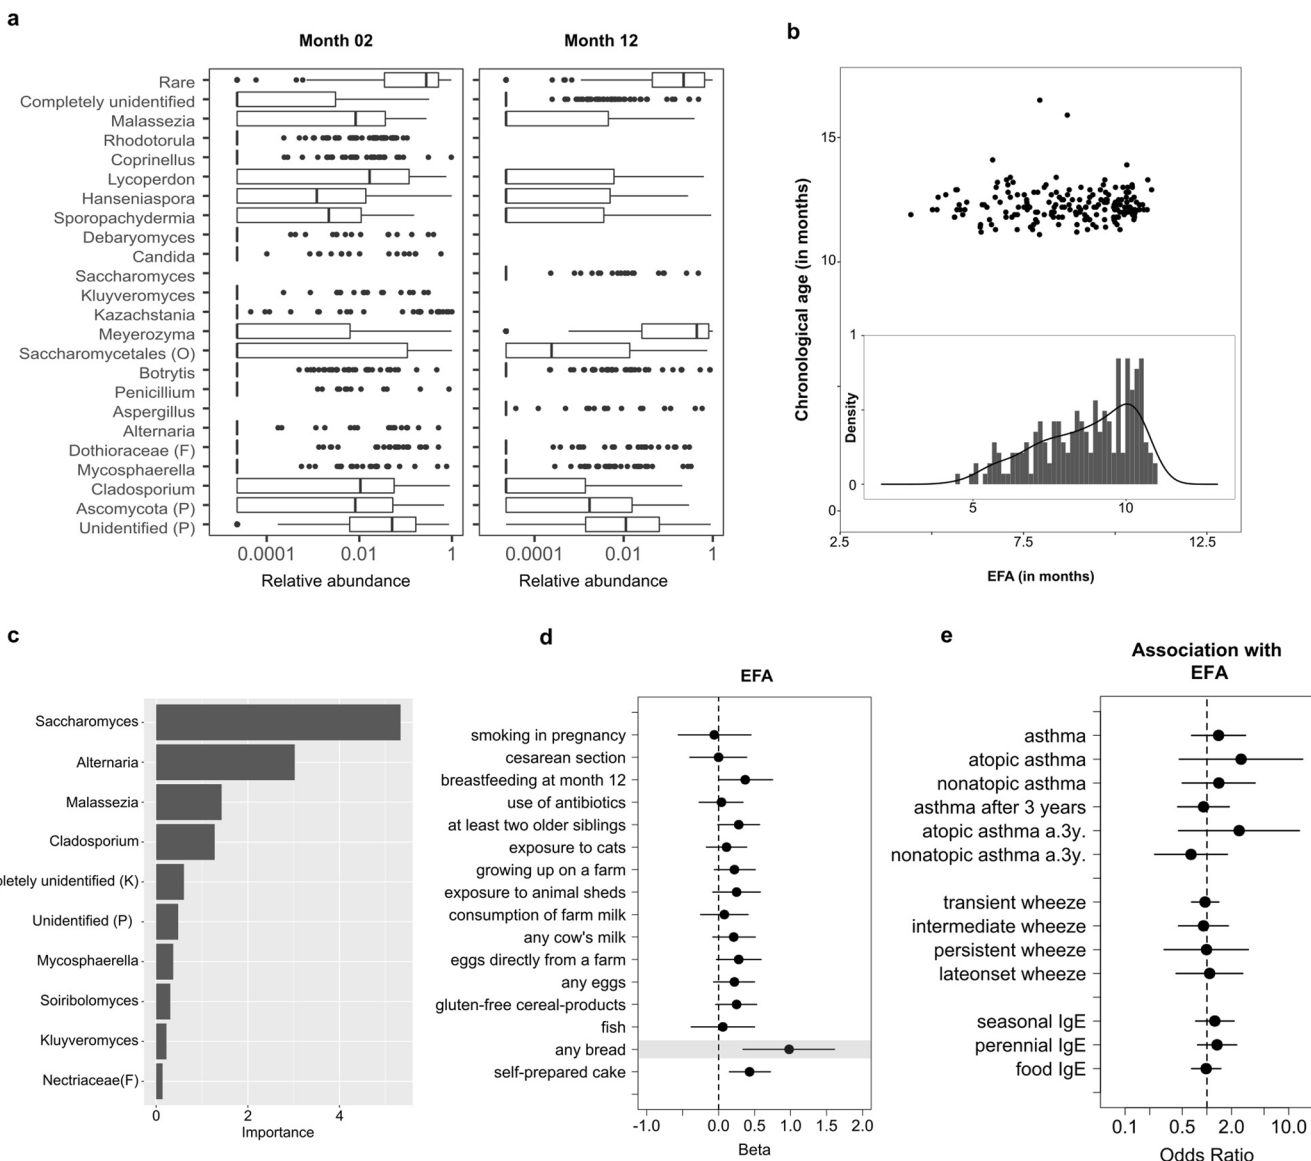 a
Month 02
Month 12
Rare
Completely unidentified
Malassezia
Rhodotorula
Coprinellus
Lycoperdon
Hanseniaspora
Sporopachydermia
Debaryomyces
Candida
Saccharomyces
Kluyveromyces
Kazachstania
Meyerozyma
Saccharomycetales (O)
Botrytis
Penicillium
Aspergillus
Alternaria
Dothioraceae (F)
Mycosphaerella
Cladosporium
Ascomycota (P)
Unidentified (P)
0.0001 0.01 1
0.0001 0.01 1
Relative abundance
Relative abundance
b
Chronological age (in months)
15
10
0
1
Density
0
5 10
2.5 7.5 12.5
EFA (in months)
c
Saccharomyces
Alternaria
Malassezia
Cladosporium
pletely unidentified (K)
Unidentified (P)
Mycosphaerella
Soiribolomyces
Kluyveromyces
Nectriaceae(F)
0 2 4
Importance
d
EFA
smoking in pregnancy
cesarean section
breastfeeding at month 12
use of antibiotics
at least two older siblings
exposure to cats
growing up on a farm
exposure to animal sheds
consumption of farm milk
any cow's milk
eggs directly from a farm
any eggs
gluten-free cereal-products
fish
any bread
self-prepared cake
-1.0 0.0 0.5 1.0 1.5 2.0
Beta
e
Association with
EFA
asthma
atopic asthma
nonatopic asthma
asthma after 3 years
atopic asthma a.3y.
nonatopic asthma a.3y.
transient wheeze
intermediate wheeze
persistent wheeze
lateonset wheeze
seasonal IgE
perennial IgE
food IgE
0.1 0.5 2.0 10.0
Odds Ratio